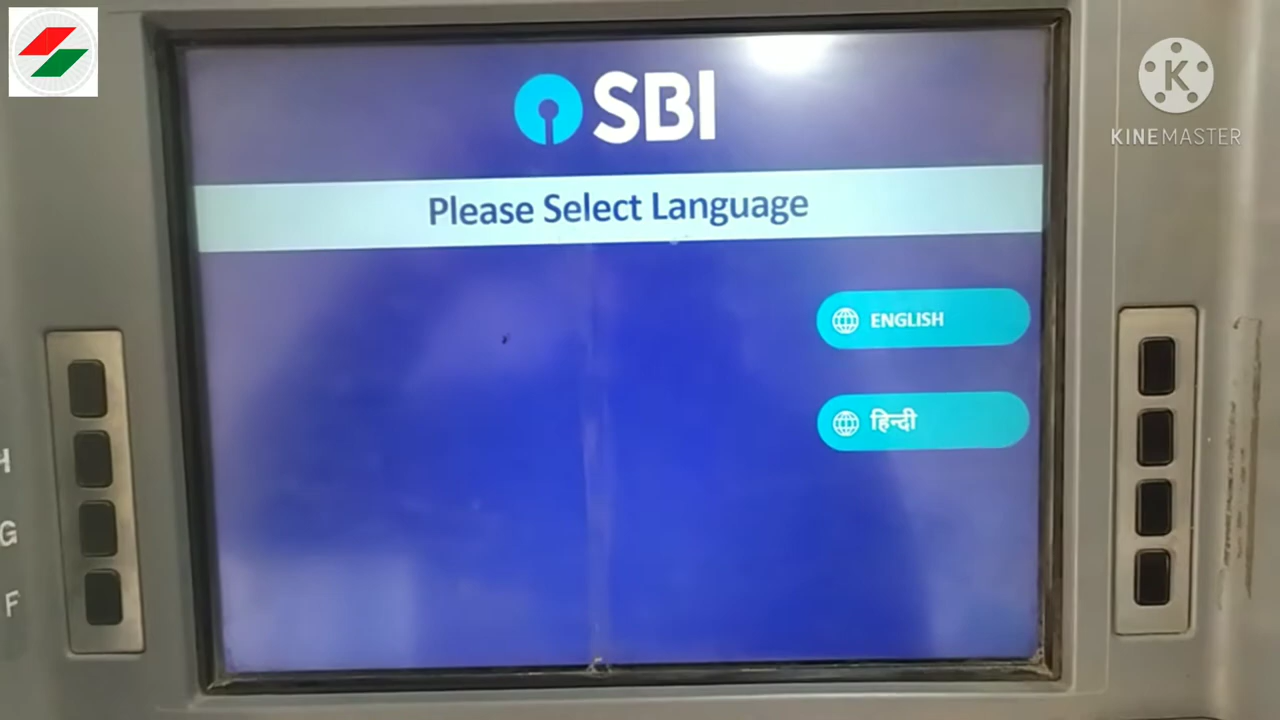 SBI
K
KINEMASTER
Please Select Language
ENGLISH
हिन्दी
H
G
F